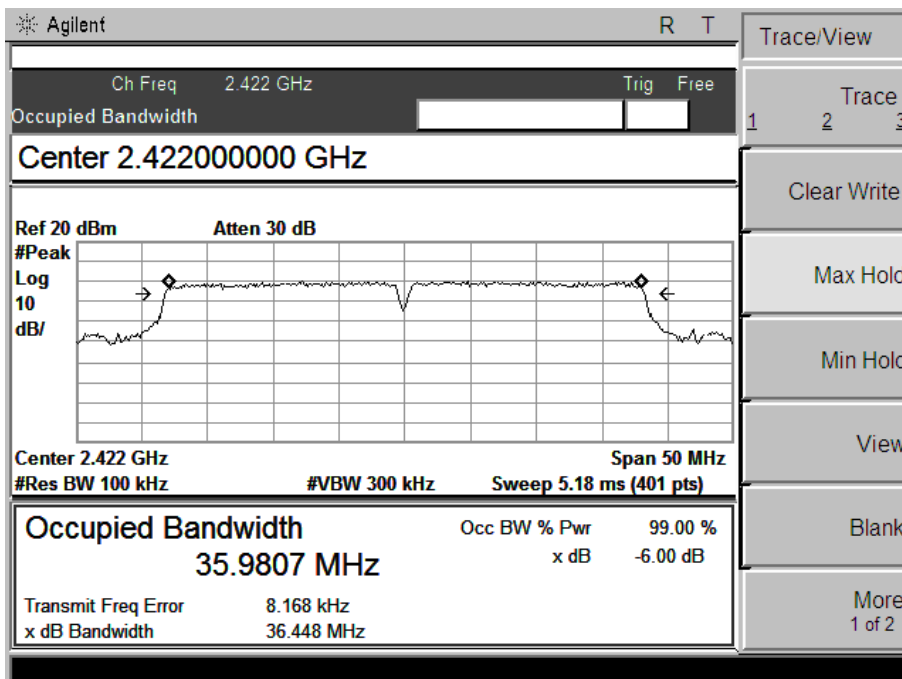 Agilent R T
Trace/View
Ch Freq 2.422 GHz Trig Free
Occupied Bandwidth
Trace
1 2 3
Center 2.422000000 GHz
Clear Write
Ref 20 dBm Atten 30 dB
#Peak
Log
10
dB/
Max Hold
Min Hold
View
Center 2.422 GHz Span 50 MHz
#Res BW 100 kHz #VBW 300 kHz Sweep 5.18 ms (401 pts)
Occupied Bandwidth
35.9807 MHz
Occ BW % Pwr 99.00 %
x dB -6.00 dB
Transmit Freq Error 8.168 kHz
x dB Bandwidth 36.448 MHz
Blank
More
1 of 2